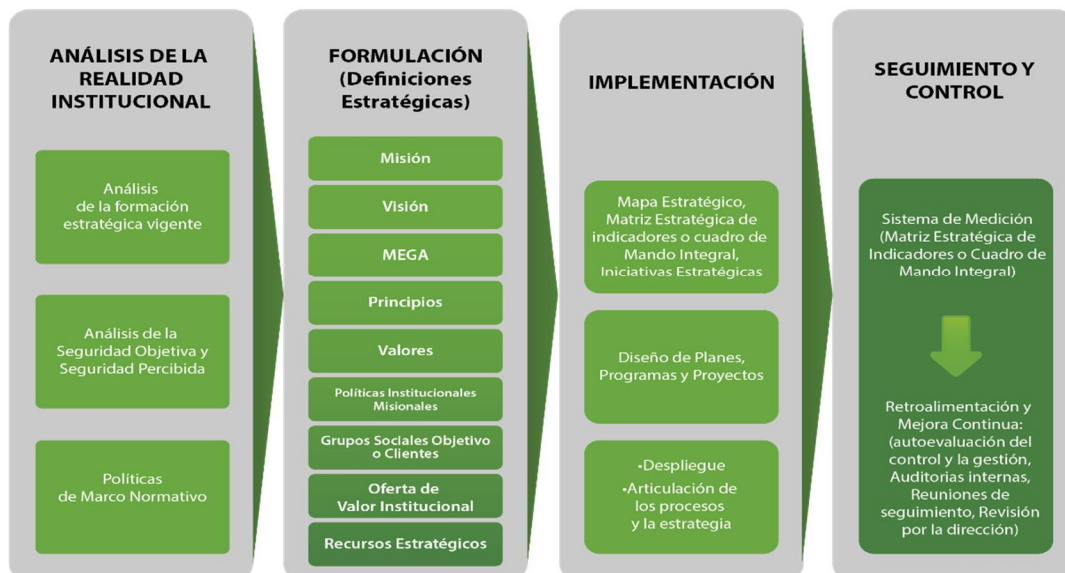 ANÁLISIS DE LA
REALIDAD
INSTITUCIONAL
Análisis
de la formación
estratégica vigente
Análisis de la
Seguridad Objetiva y
Seguridad Percibida
Políticas
de Marco Normativo
FORMULACIÓN
(Definiciones
Estratégicas)
Misión
Visión
MEGA
Principios
Valores
Políticas Institucionales
Misionales
Grupos Sociales Objetivo
o Clientes
Oferta de
Valor Institucional
Recursos Estratégicos
IMPLEMENTACIÓN
Mapa Estratégico,
Matriz Estratégica de
indicadores o cuadro de
Mando Integral,
Iniciativas Estratégicas
Diseño de Planes,
Programas y Proyectos
•Despliegue
•Articulación de
los procesos
y la estrategia
SEGUIMIENTO Y
CONTROL
Sistema de Medición
(Matriz Estratégica de
Indicadores o Cuadro de
Mando Integral)
Retroalimentación y
Mejora Continua:
(autoevaluación del
control y la gestión,
Auditorias internas,
Reuniones de
seguimiento, Revisión
por la dirección)